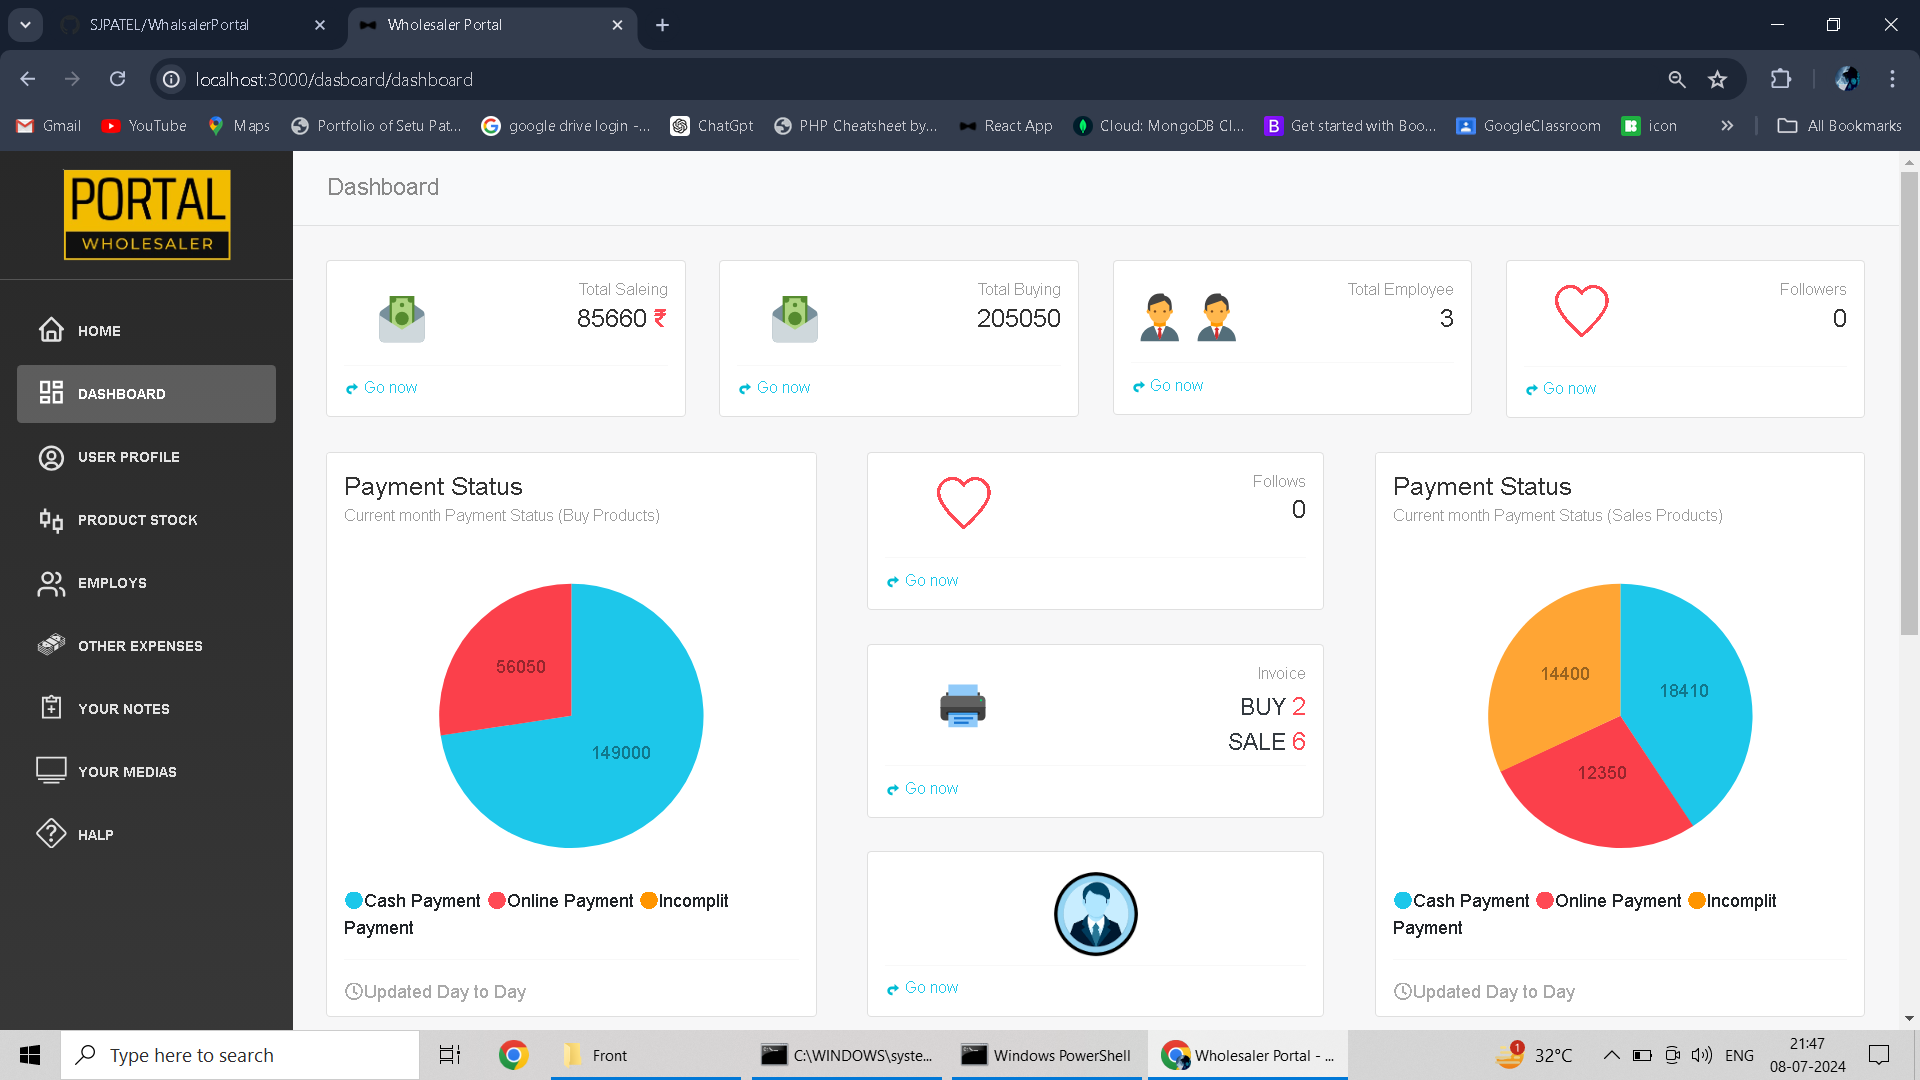 SJPATEL/WhalsalerPortal
Wholesaler Portal
localhost:3000/dasboard/dashboard
Gmail
YouTube
Maps
Portfolio of Setu Pat...
google drive login -...
ChatGpt
PHP Cheatsheet by...
React App
Cloud: MongoDB Cl...
Get started with Boo...
GoogleClassroom
icon
All Bookmarks
PORTAL
WHOLESALER
HOME
DASHBOARD
USER PROFILE
PRODUCT STOCK
EMPLOYS
OTHER EXPENSES
YOUR NOTES
YOUR MEDIAS
HALP
Dashboard
Total Saleing
85660 ₹
Go now
Total Buying
205050
Go now
Total Employee
3
Go now
Followers
0
Go now
Payment Status
Current month Payment Status (Buy Products)
56050
149000
Cash Payment Online Payment Incomplit
Payment
Updated Day to Day
Follows
0
Go now
Invoice
BUY 2
SALE 6
Go now
Go now
Payment Status
Current month Payment Status (Sales Products)
14400
18410
12350
Cash Payment Online Payment Incomplit
Payment
Updated Day to Day
Type here to search
Front
C:\WINDOWS\syste...
Windows PowerShell
Wholesaler Portal - ...
1
32°C
ENG
21:47
08-07-2024